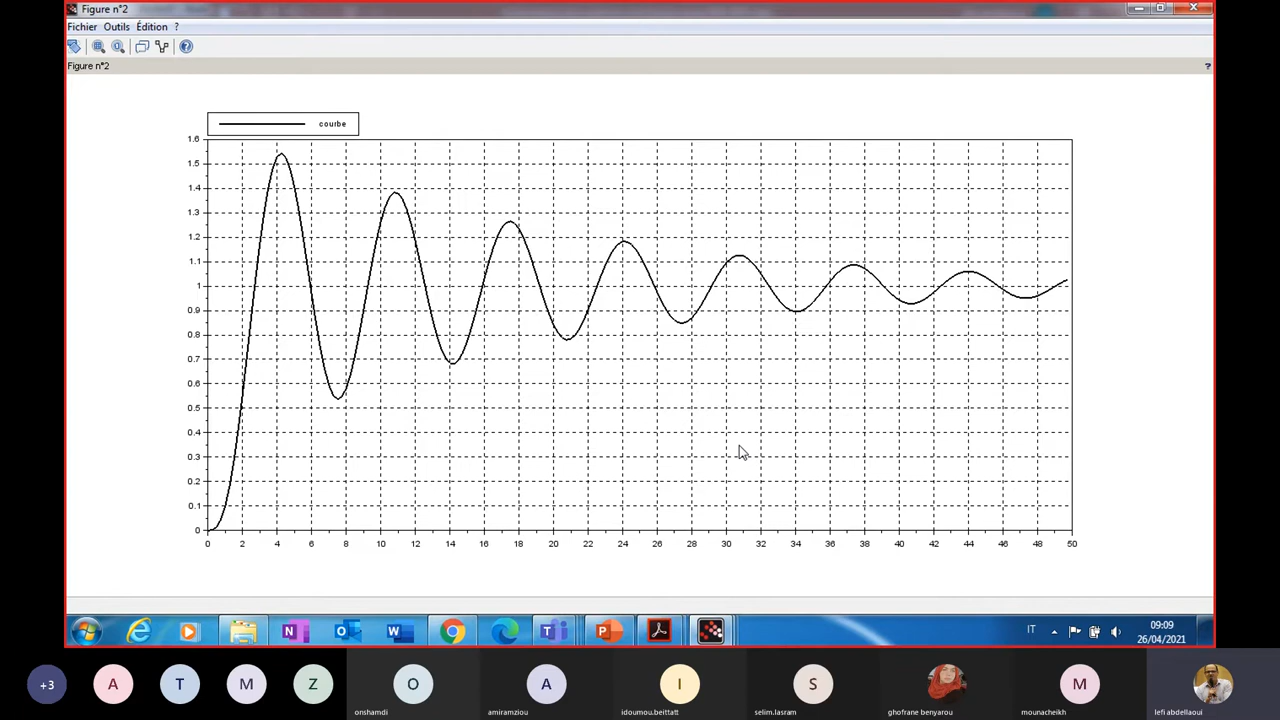 Figure n°2
Fichier Outils Édition ?
Figure n°2
?
courbe
1.6
1.5
1.4
1.3
1.2
1.1
1
0.9
0.8
0.7
0.6
0.5
0.4
0.3
0.2
0.1
0
0 2 4 6 8 10 12 14 16 18 20 22 24 26 28 30 32 34 36 38 40 42 44 46 48 50
IT
09:09
26/04/2021
+3 A T M Z O A I S M
onshamdi amiramziou idoumou.beittatt selim.lasram ghofrane benyarou mounacheikh lefi abdellaoui